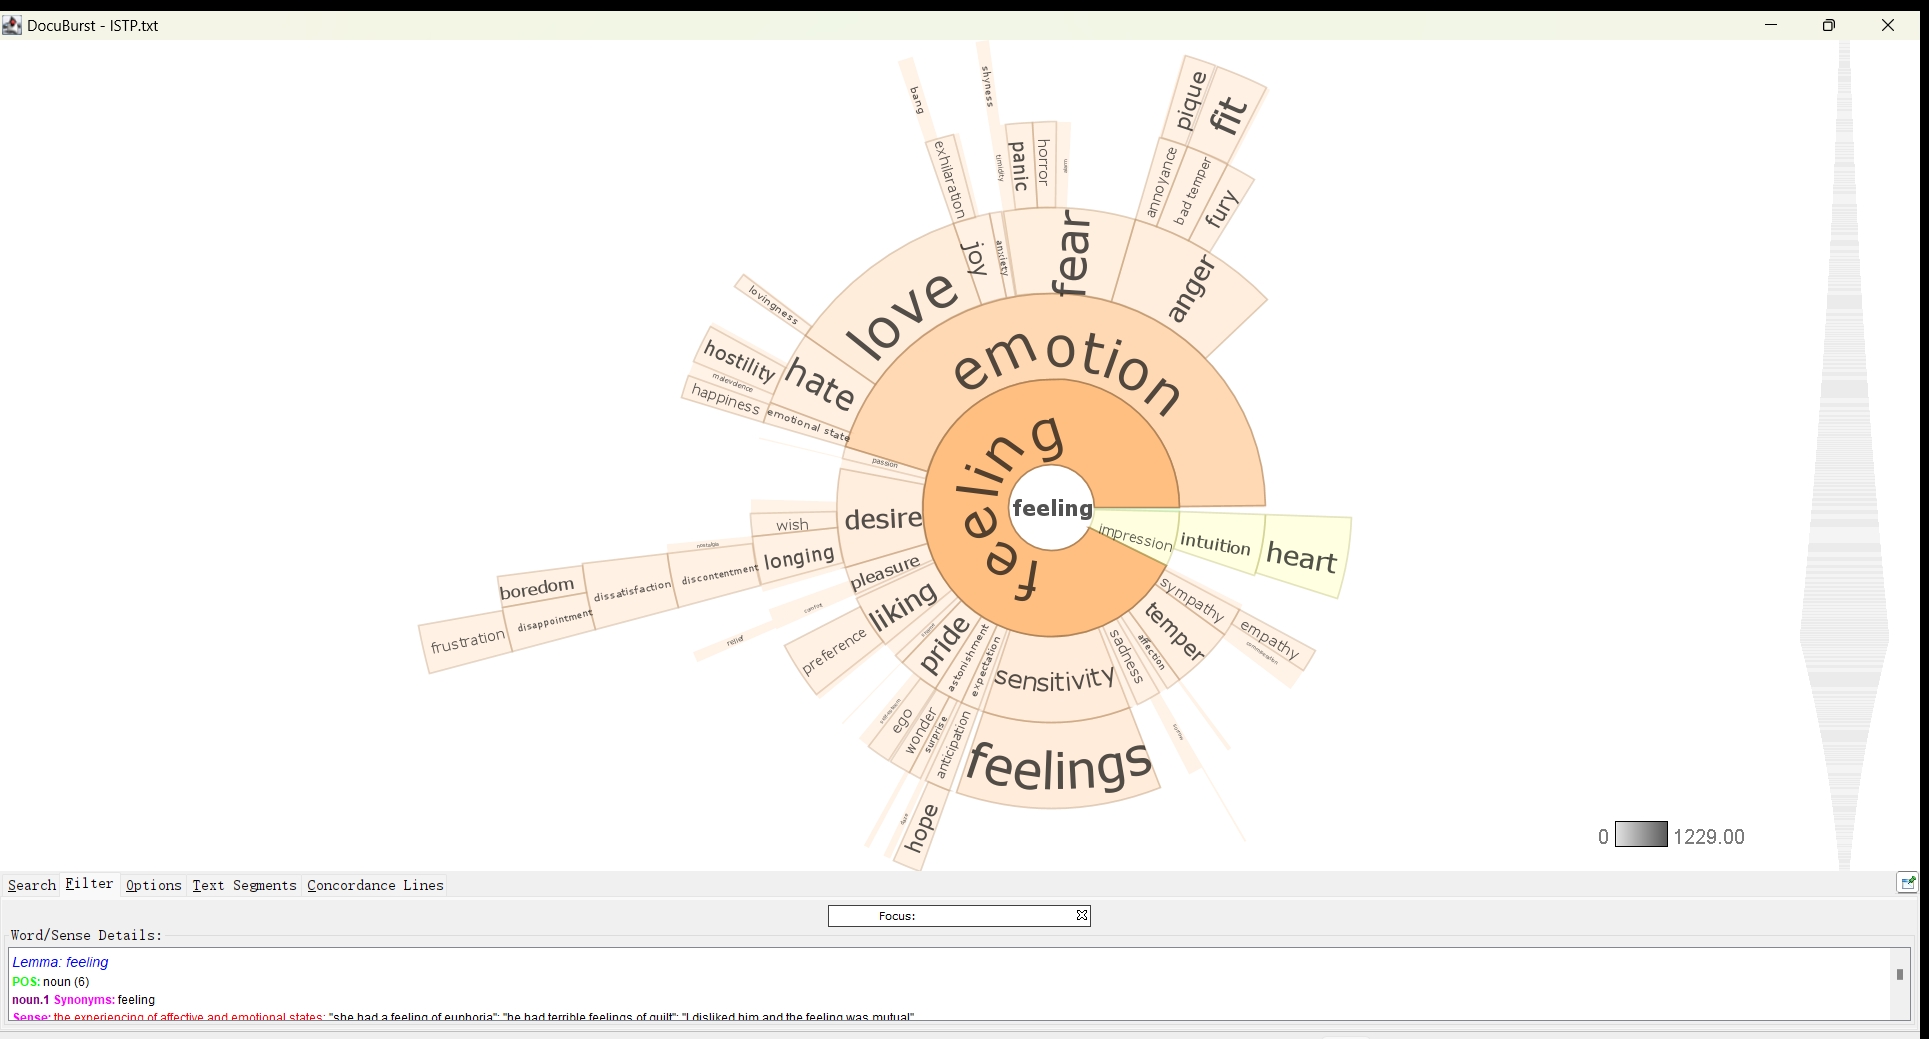 DocuBurst - ISTP.txt
bang
shyness
pique
fit
exhilaration
timidity
panic
horror
annoyance
bad temper
fury
joy
anxiety
fear
anger
love
lovingness
emotion
hostility
hate
malevolence
happiness
emotional state
passion
feeling
feeling
impression
intuition
heart
desire
wish
longing
nostalgia
discontentment
dissatisfaction
boredom
disappointment
frustration
pleasure
comfort
relief
liking
preference
pride
ego
astonishment
wonder
surprise
expectation
anticipation
hope
sensitivity
feelings
sadness
affection
temper
sympathy
empathy
0
1229.00
Search
Filter
Options
Text Segments
Concordance Lines
Focus:
Word/Sense Details:
Lemma: feeling
POS: noun (6)
noun.1 Synonyms: feeling
Sense: the experiencing of affective and emotional states; "she had a feeling of euphoria"; "he had terrible feelings of guilt"; "I disliked him and the feeling was mutual"